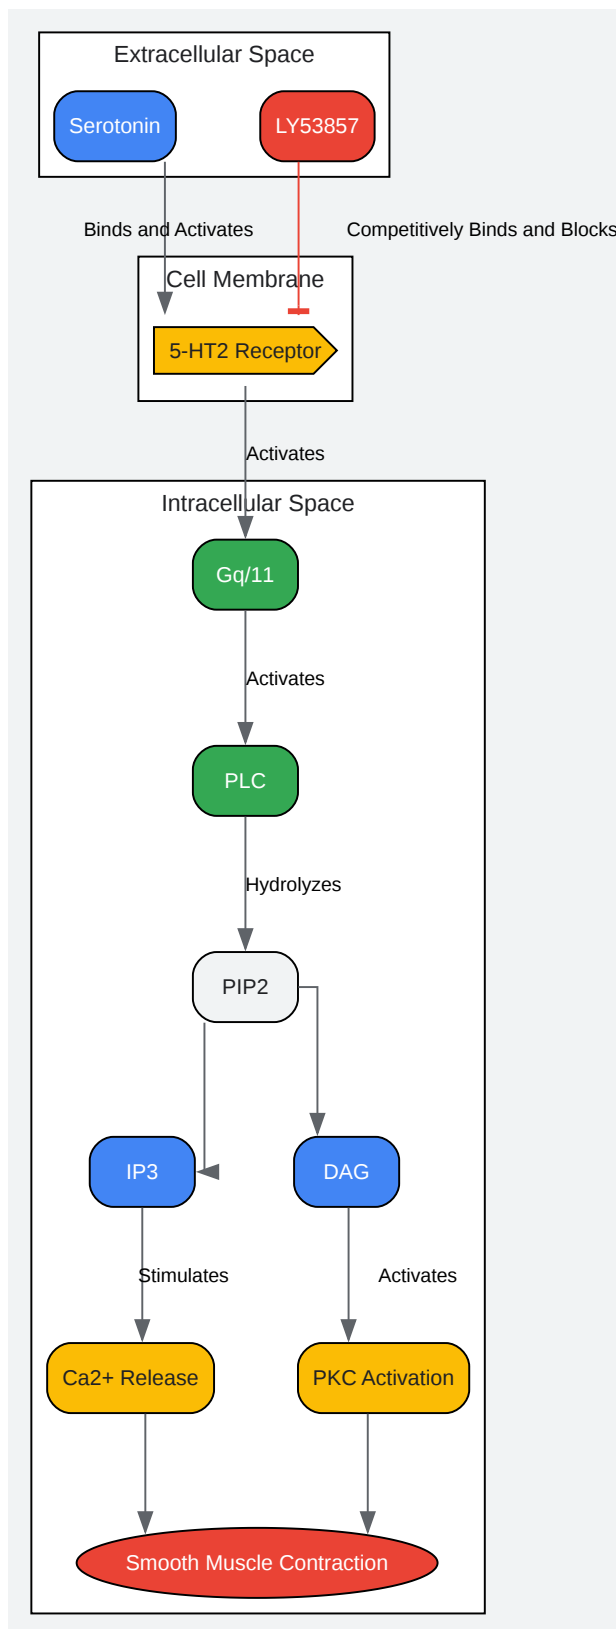 Extracellular Space
Serotonin
LY53857
Binds and Activates
Competitively Binds and Blocks
Cell Membrane
5-HT2 Receptor
Activates
Intracellular Space
Gq/11
Activates
PLC
Hydrolyzes
PIP2
IP3
DAG
Stimulates
Activates
Ca2+ Release
PKC Activation
Smooth Muscle Contraction